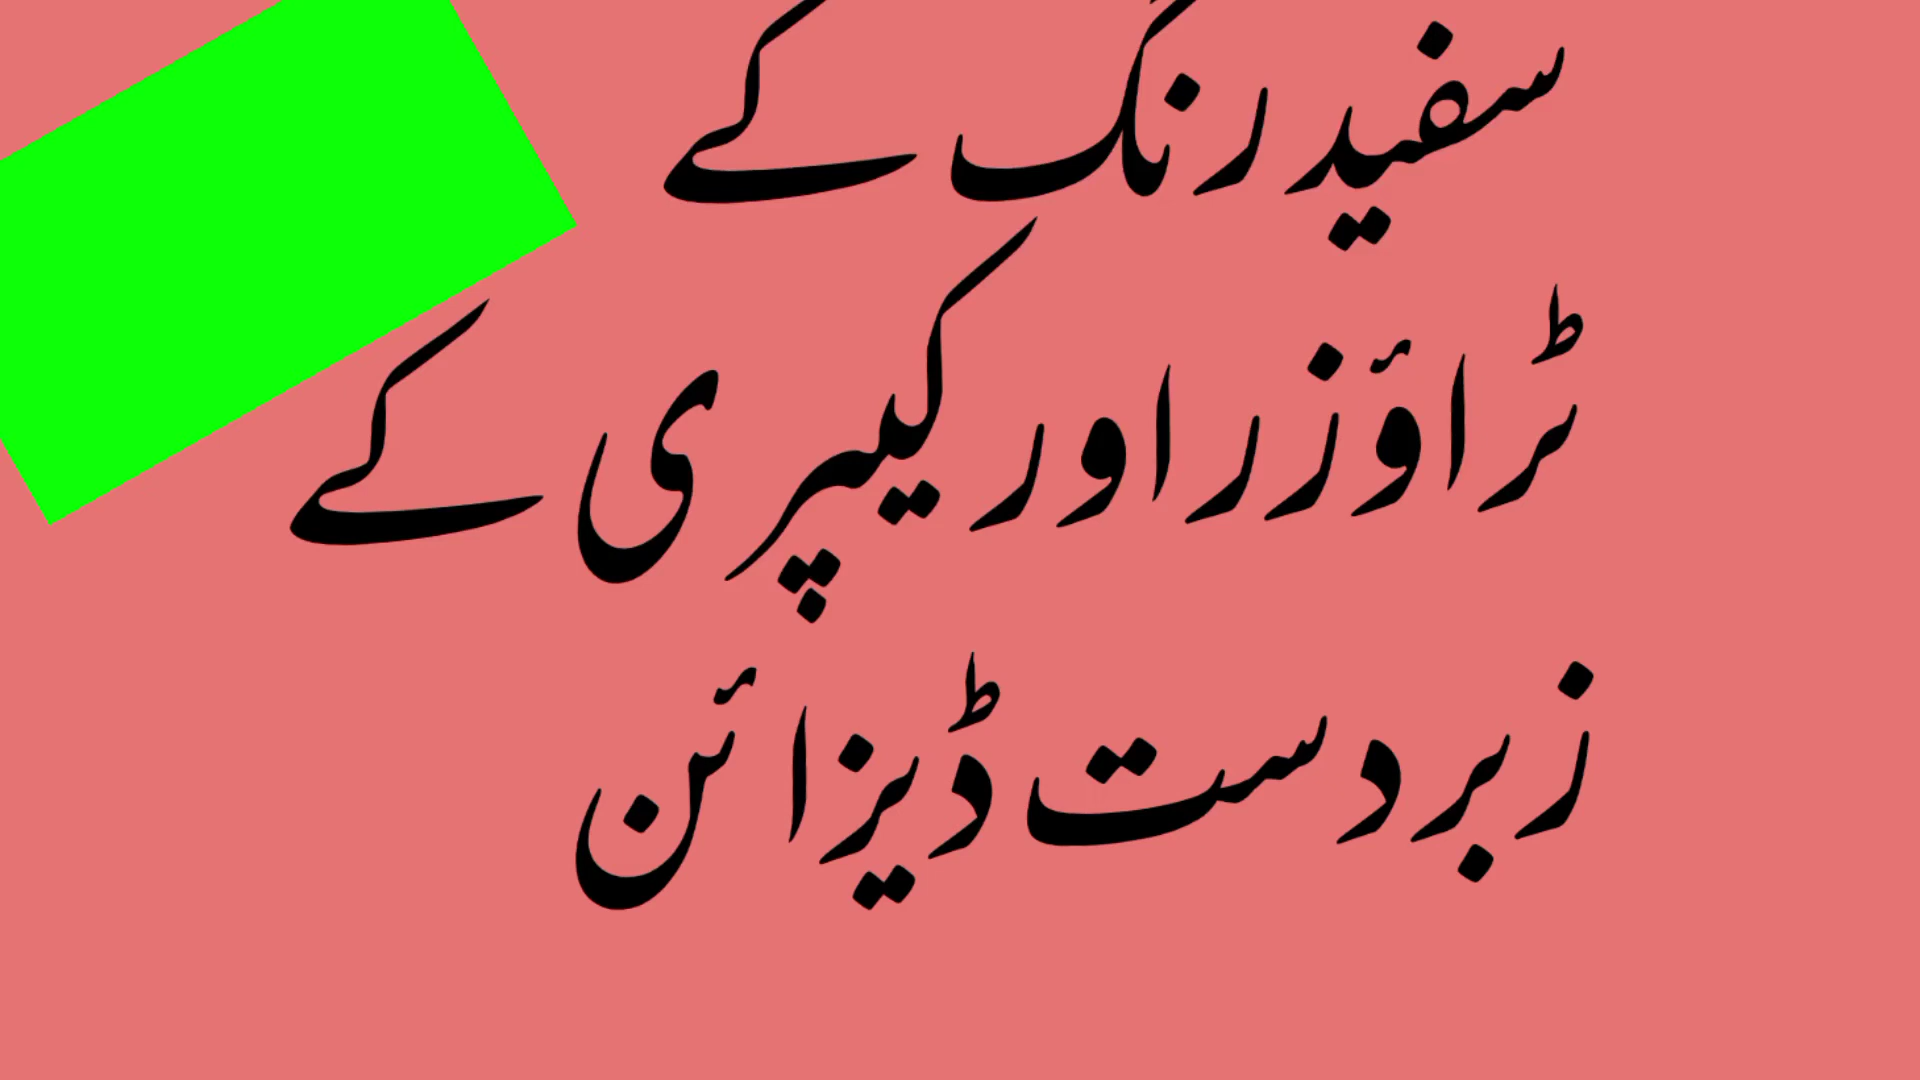 سفید رنگ کے
ٹراؤزر اور کیپری کے
زبردست ڈیزائن